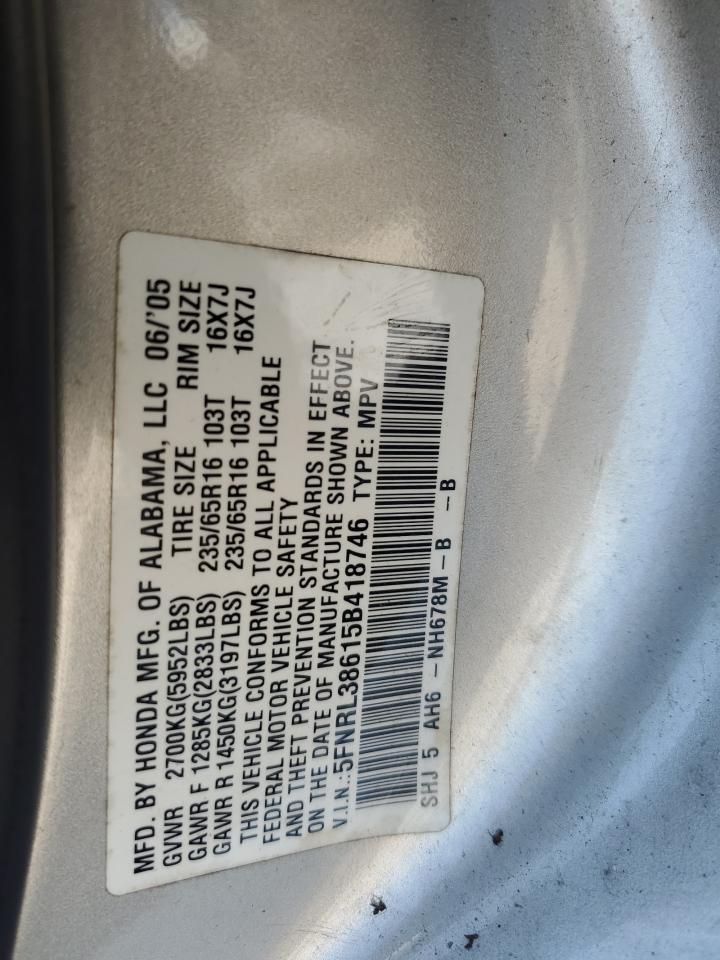 MFD. BY HONDA MFG. OF ALABAMA, LLC 06/'05
GVWR 2700KG(5952LBS) TIRE SIZE RIM SIZE
GAWR F 1285KG(2833LBS) 235/65R16 103T 16X7J
GAWR R 1450KG(3197LBS) 235/65R16 103T 16X7J
THIS VEHICLE CONFORMS TO ALL APPLICABLE
FEDERAL MOTOR VEHICLE SAFETY
AND THEFT PREVENTION STANDARDS IN EFFECT
ON THE DATE OF MANUFACTURE SHOWN ABOVE.
V.I.N.:5FNRL38615B418746 TYPE: MPV
SHJ 5 AH6 -NH678M-B -B